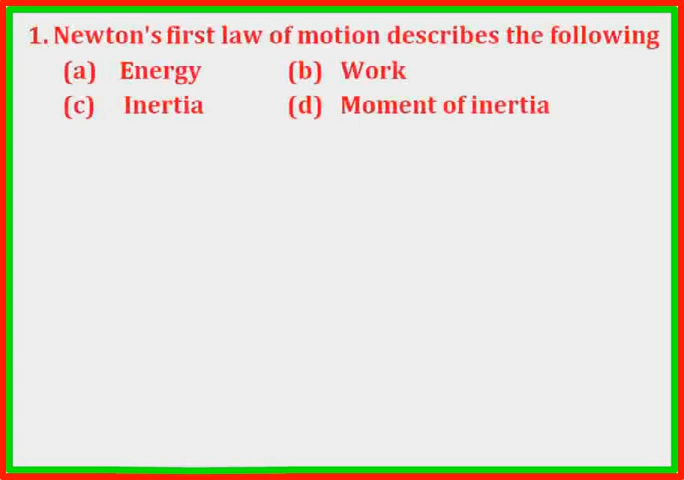 1. Newton's first law of motion describes the following
(a) Energy (b) Work
(c) Inertia (d) Moment of inertia